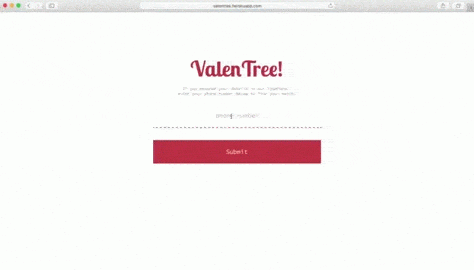 valentree.herokuapp.com
ValenTree!
If you entered your details in our Typeform,
enter your phone number below to find your match!
phone number
Submit